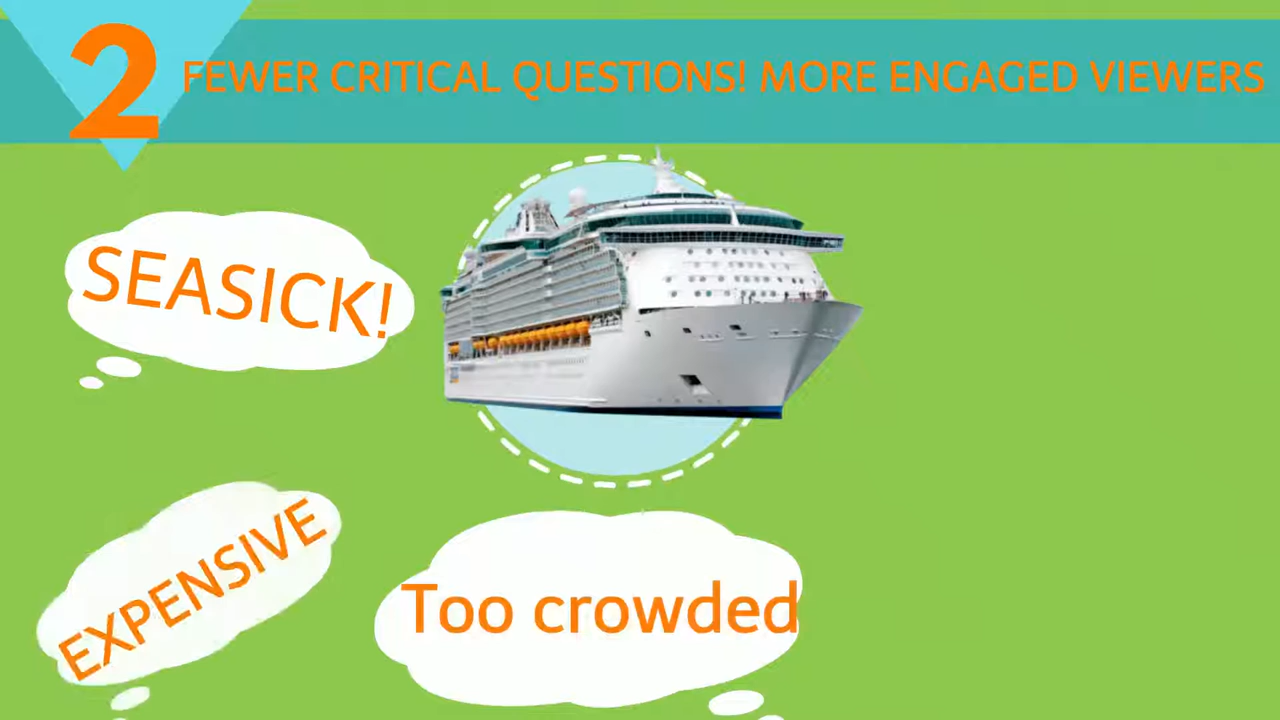 2
FEWER CRITICAL QUESTIONS! MORE ENGAGED VIEWERS
SEASICK!
EXPENSIVE
Too crowded